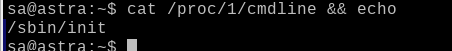 sa@astra:~$ cat /proc/1/cmdline && echo
/sbin/init
sa@astra:~$